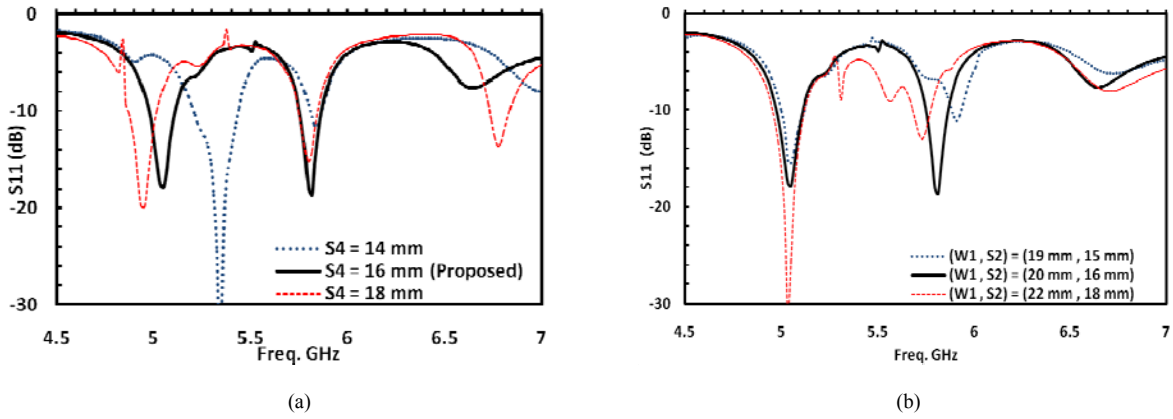 0
-10
-20
-30
S11 (dB)
S4 = 14 mm
S4 = 16 mm (Proposed)
S4 = 18 mm
4.5 5 5.5 6 6.5 7
Freq. GHz
(a)
0
-10
-20
-30
S11 (dB)
(W1 , S2) = (19 mm , 15 mm)
(W1 , S2) = (20 mm , 16 mm)
(W1 , S2) = (22 mm , 18 mm)
4.5 5 5.5 6 6.5 7
Freq. GHz
(b)